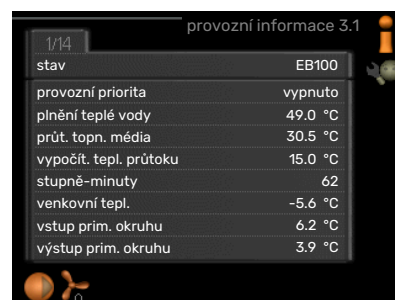 provozní informace 3.1
1/14
stav EB100
provozní priorita vypnuto
plnění teplé vody 49.0 °C
průt. topn. média 30.5 °C
vypočít. tepl. průtoku 15.0 °C
stupně-minuty 62
venkovní tepl. -5.6 °C
vstup prim. okruhu 6.2 °C
výstup prim. okruhu 3.9 °C